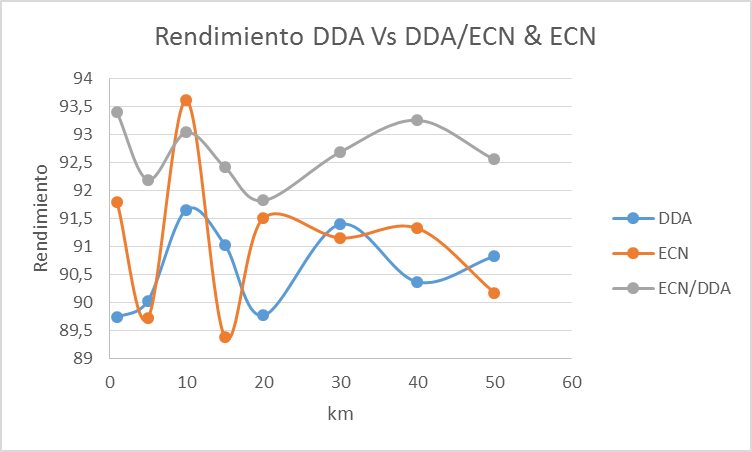 Rendimiento DDA Vs DDA/ECN & ECN
94
93,5
93
92,5
92
91,5
91
90,5
90
89,5
89
Rendimiento
0 10 20 30 40 50 60
km
DDA
ECN
ECN/DDA